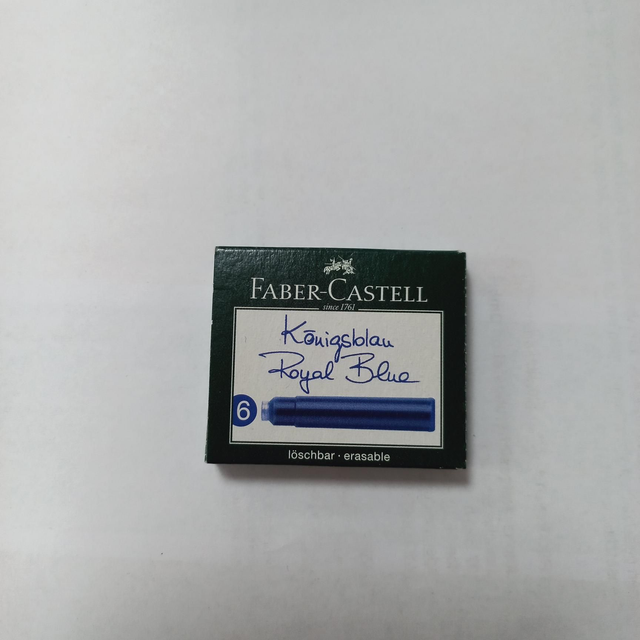 FABER-CASTELL
since 1761
Königsblau
Royal Blue
6
löschbar · erasable